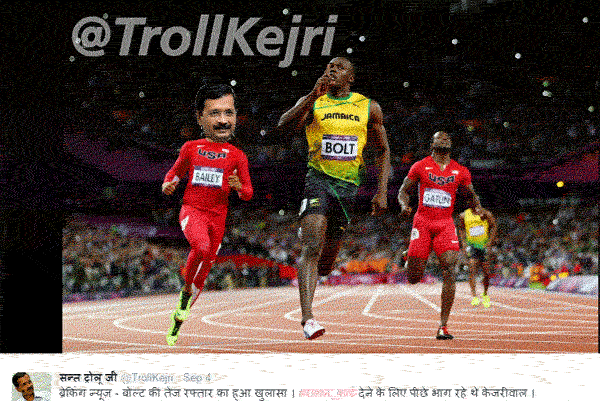 @TrollKejri
JAMAICA
BOLT
USA
BAILEY
USA
GATLIN
@TrollKejri · Sep 4
ब्रेकिंग न्यूज - बोल्ट की तेज रफ्तार का हुआ खुलासा । देने के लिए पीछे भाग रहे थे केजरीवाल ।